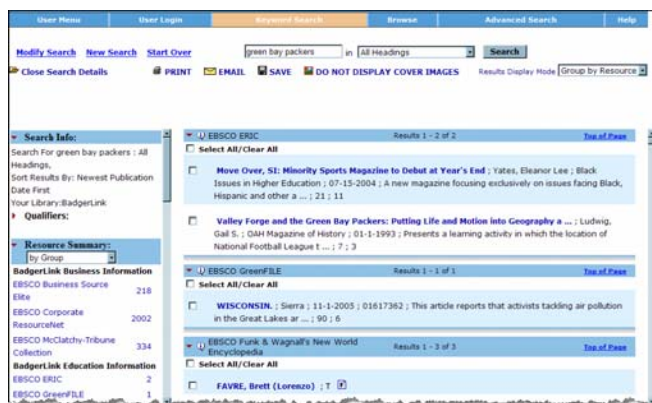 User Menu User Login Keyword Search Browse Advanced Search Help
Modify Search New Search Start Over green bay packers in All Headings Search
Close Search Details PRINT EMAIL SAVE DO NOT DISPLAY COVER IMAGES Results Display Mode Group by Resource
Search Info:
Search For green bay packers : All
Headings,
Sort Results By: Newest Publication
Date First
Your Library:BadgerLink
Qualifiers:
Resource Summary:
by Group
BadgerLink Business Information
EBSCO Business Source
Elite 218
EBSCO Corporate
ResourceNet 2002
EBSCO McClatchy-Tribune
Collection 334
BadgerLink Education Information
EBSCO ERIC 2
EBSCO GreenFILE 1
EBSCO ERIC Results 1 - 2 of 2 Top of Page
Select All/Clear All
Move Over, SI: Minority Sports Magazine to Debut at Year's End ; Yates, Eleanor Lee ; Black
Issues in Higher Education ; 07-15-2004 ; A new magazine focusing exclusively on issues facing Black,
Hispanic and other a ... ; 21 ; 11
Valley Forge and the Green Bay Packers: Putting Life and Motion into Geography a ... ; Ludwig,
Gail S. ; OAH Magazine of History ; 01-1-1993 ; Presents a learning activity in which the location of
National Football League t ... ; 7 ; 3
EBSCO GreenFILE Results 1 - 1 of 1 Top of Page
Select All/Clear All
WISCONSIN. ; Sierra ; 11-1-2005 ; 01617362 ; This article reports that activists tackling air pollution
in the Great Lakes ar ... ; 90 ; 6
EBSCO Funk & Wagnall's New World
Encyclopedia Results 1 - 3 of 3 Top of Page
Select All/Clear All
FAVRE, Brett (Lorenzo) ; T